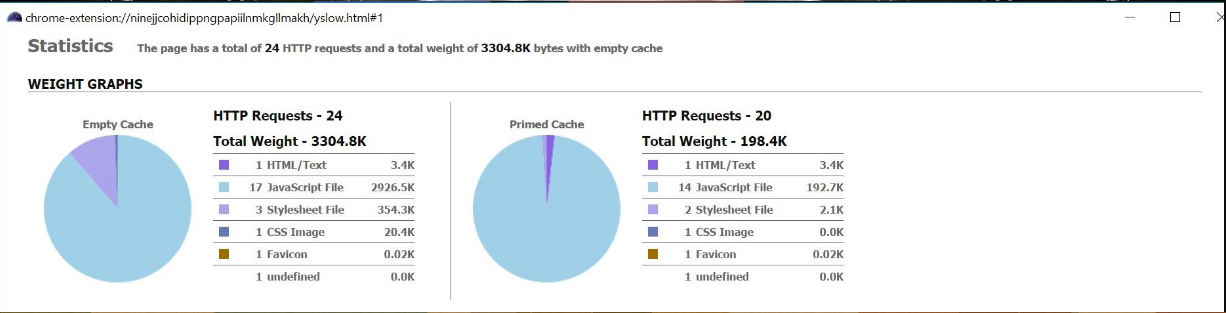 chrome-extension://ninejjcohidippngpapiilnmkgllmakh/yslow.html#1
Statistics The page has a total of 24 HTTP requests and a total weight of 3304.8K bytes with empty cache
WEIGHT GRAPHS
Empty Cache
HTTP Requests - 24
Total Weight - 3304.8K
1 HTML/Text 3.4K
17 JavaScript File 2926.5K
3 Stylesheet File 354.3K
1 CSS Image 20.4K
1 Favicon 0.02K
1 undefined 0.0K
Primed Cache
HTTP Requests - 20
Total Weight - 198.4K
1 HTML/Text 3.4K
14 JavaScript File 192.7K
2 Stylesheet File 2.1K
1 CSS Image 0.0K
1 Favicon 0.02K
1 undefined 0.0K